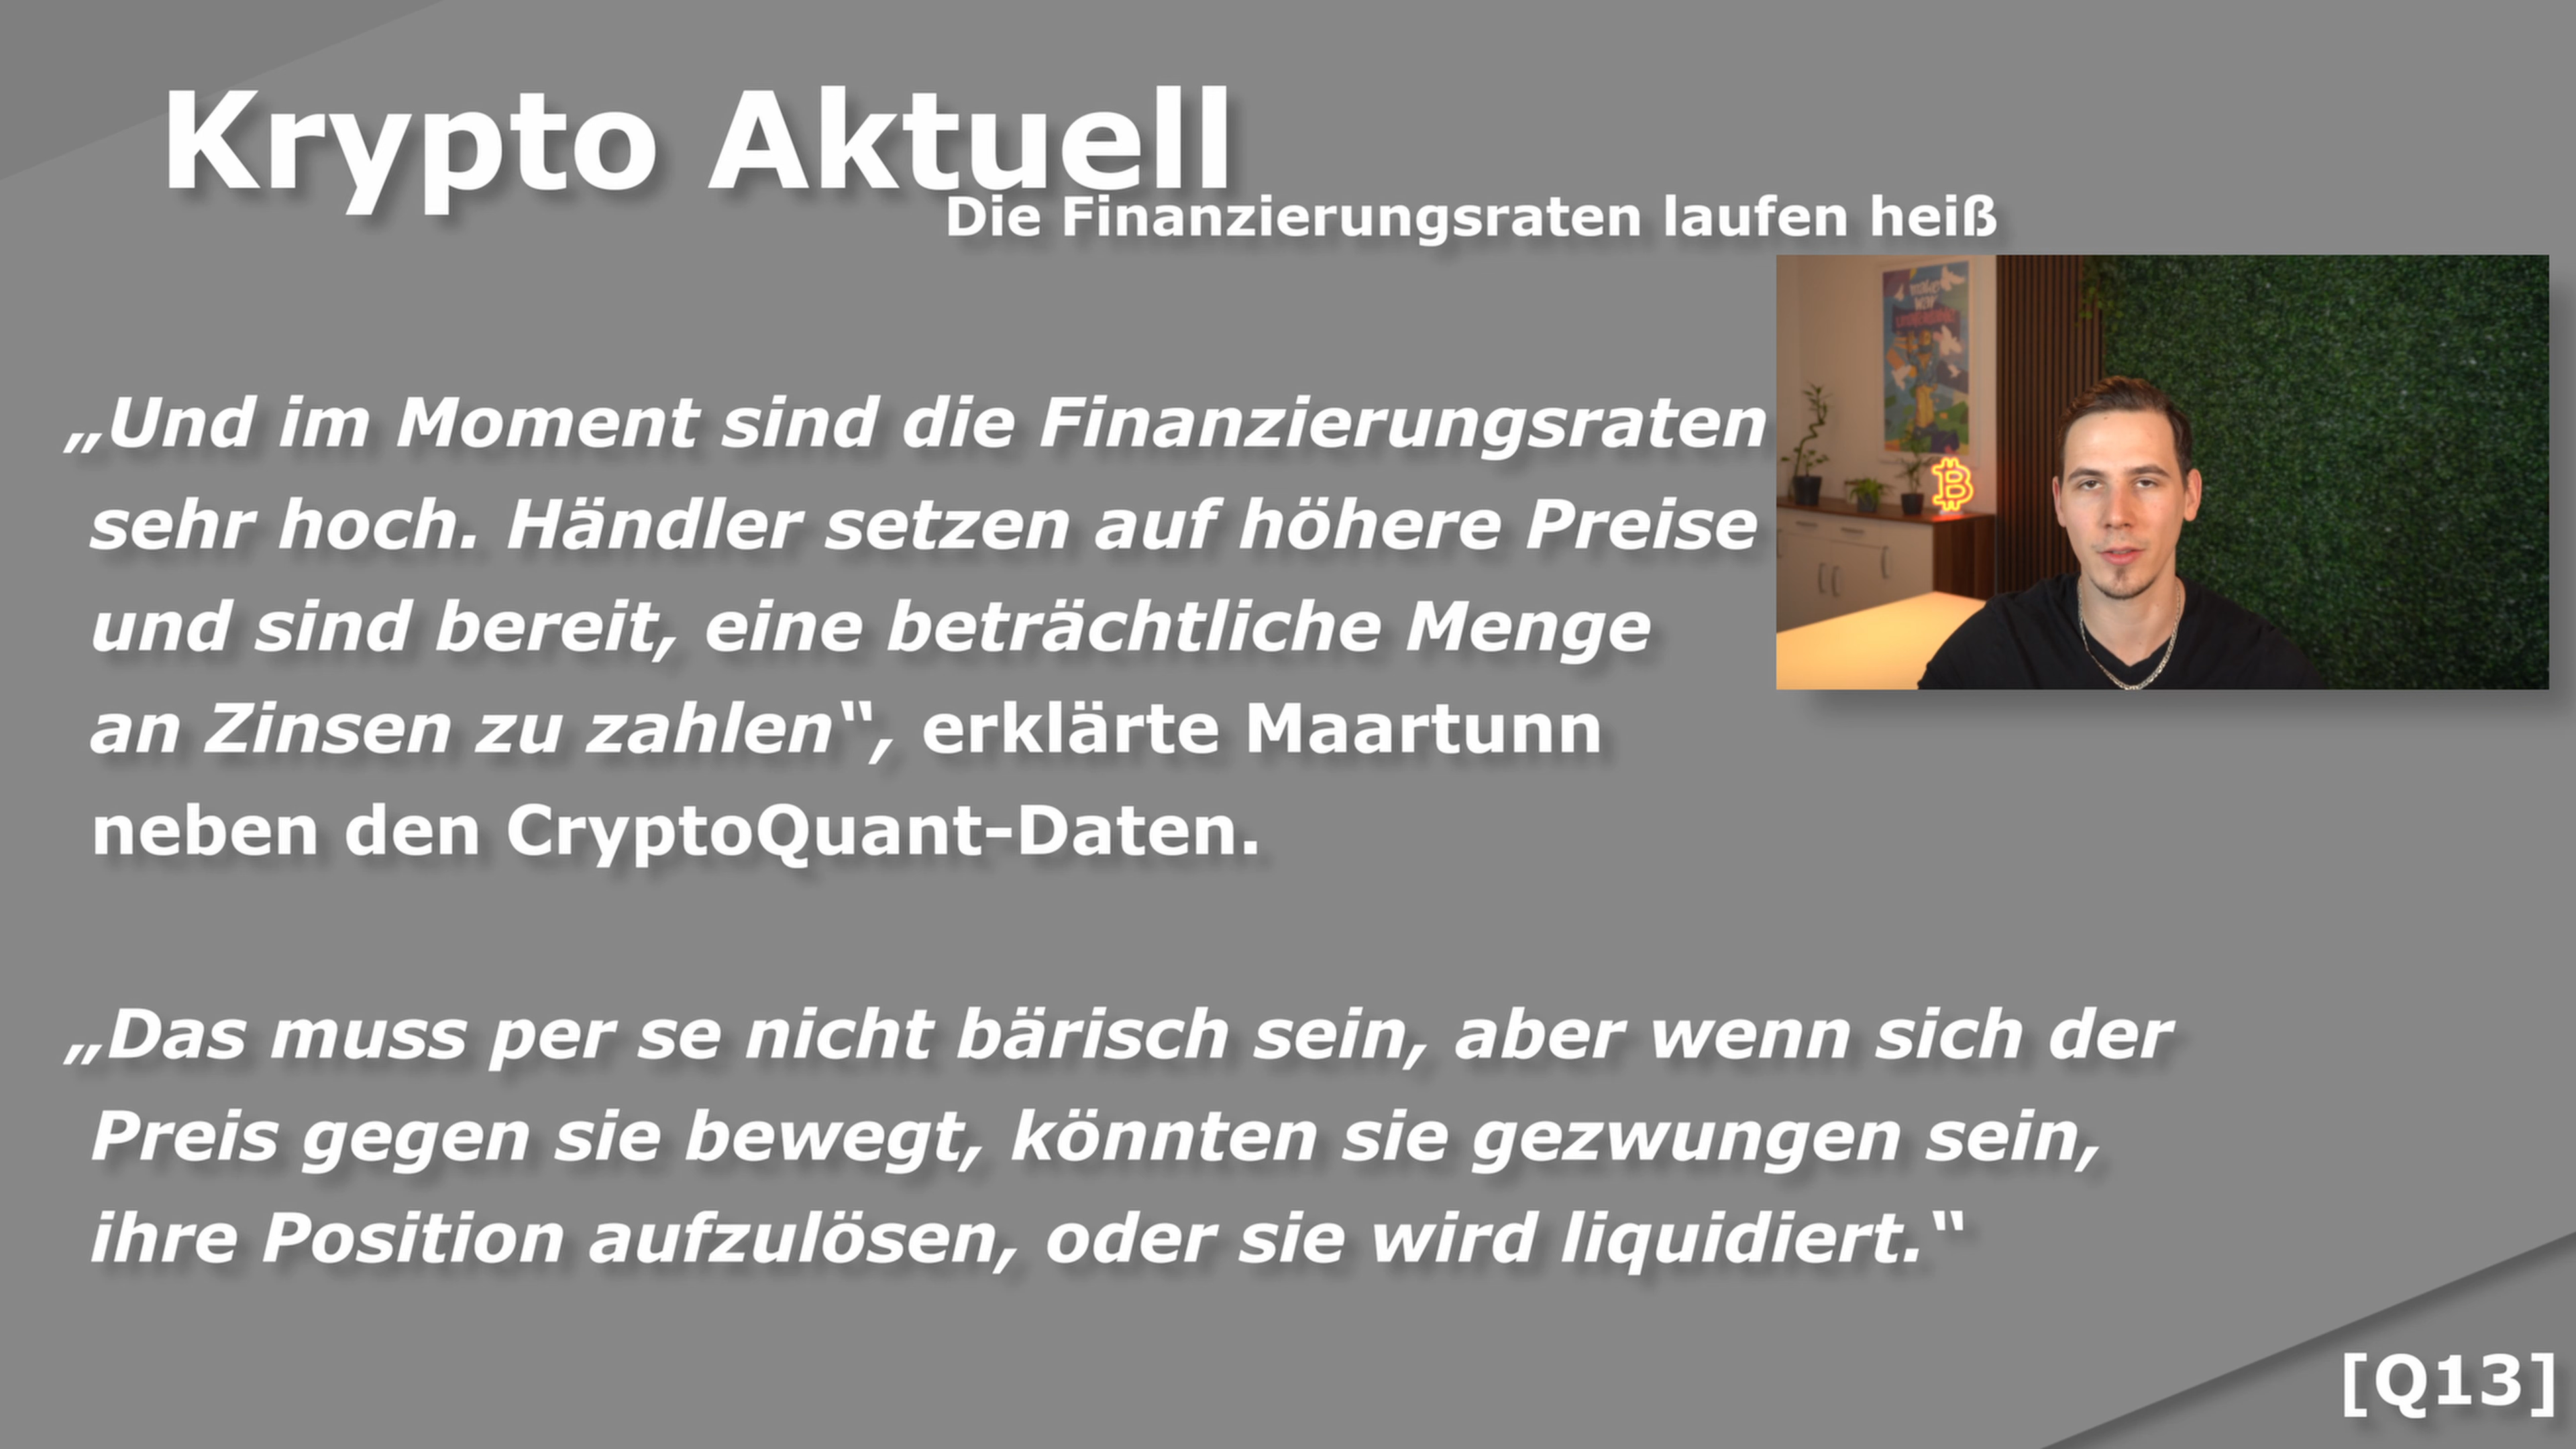 Krypto Aktuell
Die Finanzierungsraten laufen heiß
„Und im Moment sind die Finanzierungsraten
sehr hoch. Händler setzen auf höhere Preise
und sind bereit, eine beträchtliche Menge
an Zinsen zu zahlen“, erklärte Maartunn
neben den CryptoQuant-Daten.
„Das muss per se nicht bärisch sein, aber wenn sich der
Preis gegen sie bewegt, könnten sie gezwungen sein,
ihre Position aufzulösen, oder sie wird liquidiert.“
[Q13]